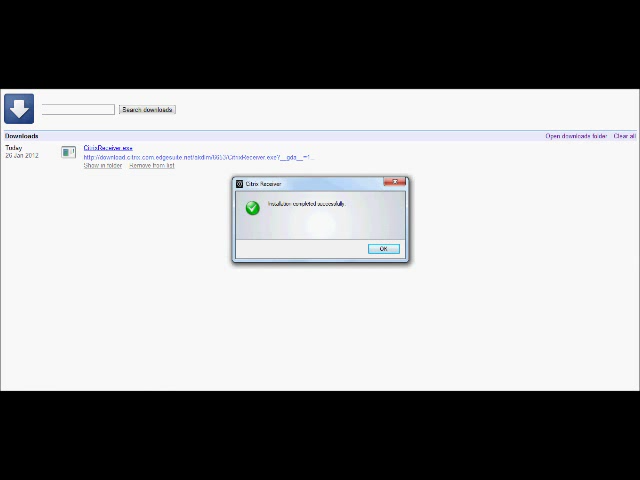 Search downloads
Downloads
Open downloads folder Clear all
Today
CitrixReceiver.exe
26 Jan 2012
Show in folder Remove from list
Citrix Receiver
Installation completed successfully.
OK